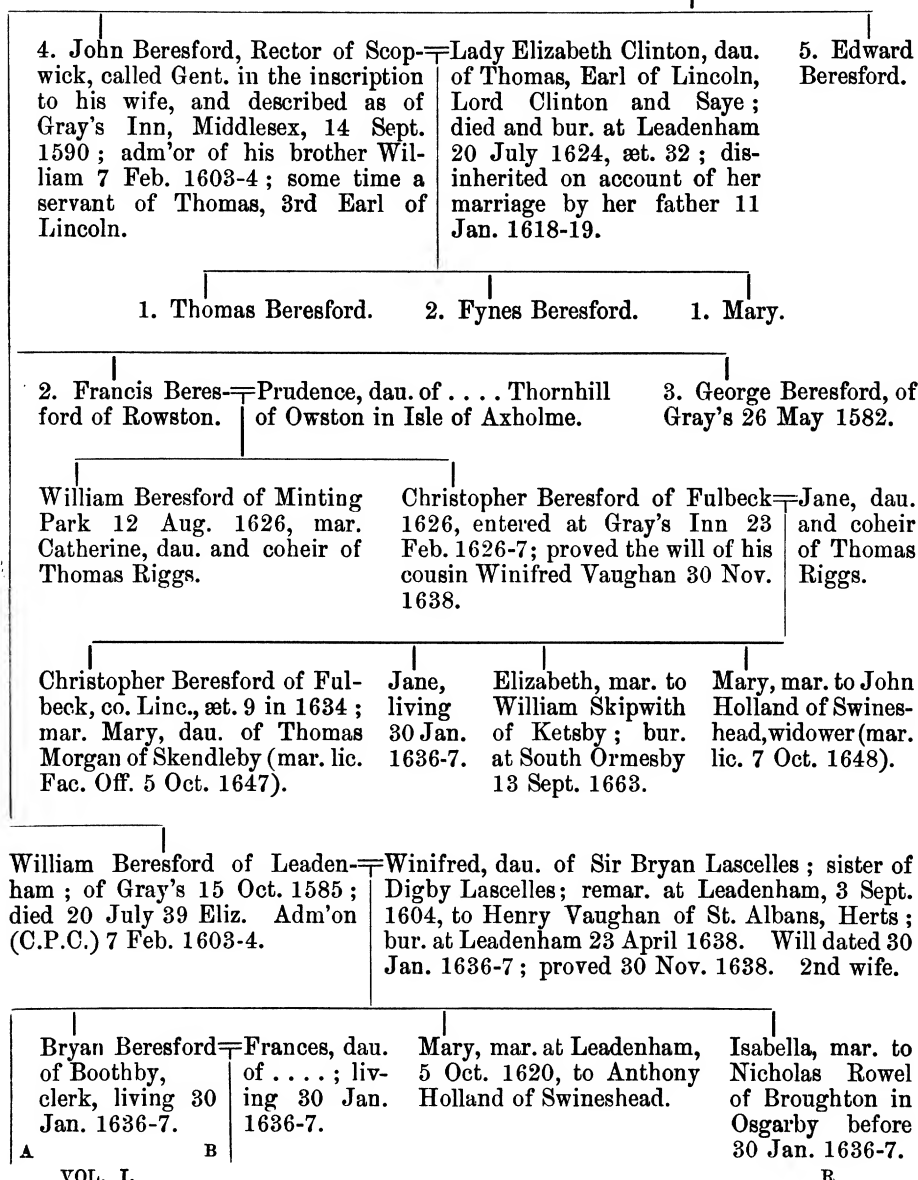 4. John Beresford, Rector of Scop-
wick, called Gent. in the inscription
to his wife, and described as of
Gray's Inn, Middlesex, 14 Sept.
1590 ; adm'or of his brother Wil-
liam 7 Feb. 1603-4 ; some time a
servant of Thomas, 3rd Earl of
Lincoln.
Lady Elizabeth Clinton, dau.
of Thomas, Earl of Lincoln,
Lord Clinton and Saye ;
died and bur. at Leadenham
20 July 1624, æt. 32 ; dis-
inherited on account of her
marriage by her father 11
Jan. 1618-19.
5. Edward
Beresford.
1. Thomas Beresford.
2. Fynes Beresford.
1. Mary.
2. Francis Beres-
ford of Rowston.
Prudence, dau. of . . . . Thornhill
of Owston in Isle of Axholme.
3. George Beresford, of
Gray's 26 May 1582.
William Beresford of Minting
Park 12 Aug. 1626, mar.
Catherine, dau. and coheir of
Thomas Riggs.
Christopher Beresford of Fulbeck
1626, entered at Gray's Inn 23
Feb. 1626-7; proved the will of his
cousin Winifred Vaughan 30 Nov.
1638.
Jane, dau.
and coheir
of Thomas
Riggs.
Christopher Beresford of Ful-
beck, co. Linc., æt. 9 in 1634 ;
mar. Mary, dau. of Thomas
Morgan of Skendleby (mar. lic.
Fac. Off. 5 Oct. 1647).
Jane,
living
30 Jan.
1636-7.
Elizabeth, mar. to
William Skipwith
of Ketsby ; bur.
at South Ormesby
13 Sept. 1663.
Mary, mar. to John
Holland of Swines-
head, widower (mar.
lic. 7 Oct. 1648).
William Beresford of Leaden-
ham ; of Gray's 15 Oct. 1585 ;
died 20 July 39 Eliz. Adm'on
(C.P.C.) 7 Feb. 1603-4.
Winifred, dau. of Sir Bryan Lascelles ; sister of
Digby Lascelles; remar. at Leadenham, 3 Sept.
1604, to Henry Vaughan of St. Albans, Herts ;
bur. at Leadenham 23 April 1638. Will dated 30
Jan. 1636-7 ; proved 30 Nov. 1638. 2nd wife.
Bryan Beresford
of Boothby,
clerk, living 30
Jan. 1636-7.
Frances, dau.
of . . . . ; liv-
ing 30 Jan.
1636-7.
Mary, mar. at Leadenham,
5 Oct. 1620, to Anthony
Holland of Swineshead.
Isabella, mar. to
Nicholas Rowel
of Broughton in
Osgarby before
30 Jan. 1636-7.
A B
VOL. I. R